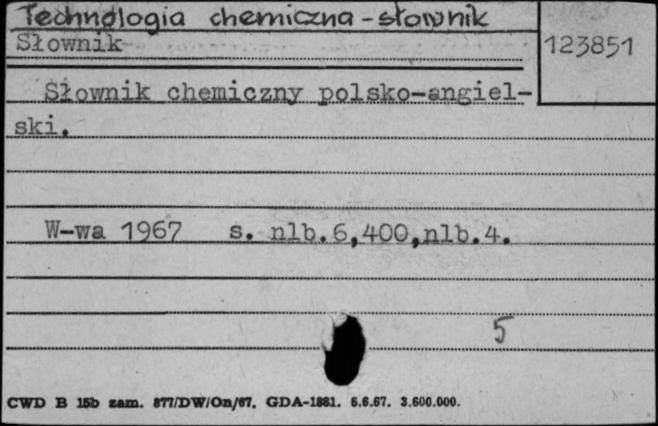 Technologia chemiczna - słownik
Słownik
123851
Słownik chemiczny polsko-angiel-
ski.
W-wa 1967 s. nlb.6,400,nlb.4.
5
CWD B 15b zam. 877/DW/On/67. GDA-1881. 6.6.67. 3.600.000.